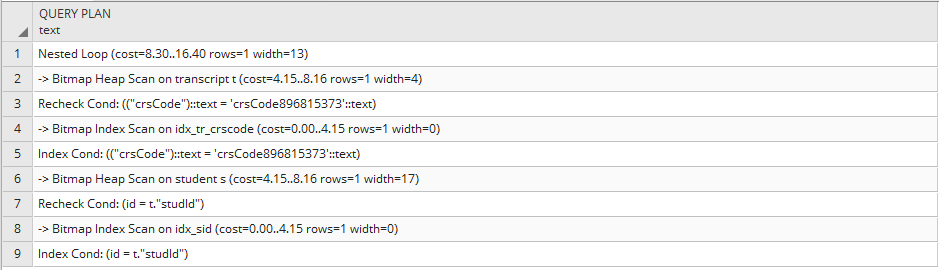 QUERY PLAN
text
1 Nested Loop (cost=8.30..16.40 rows=1 width=13)
2 -> Bitmap Heap Scan on transcript t (cost=4.15..8.16 rows=1 width=4)
3 Recheck Cond: (("crsCode")::text = 'crsCode896815373'::text)
4 -> Bitmap Index Scan on idx_tr_crscode (cost=0.00..4.15 rows=1 width=0)
5 Index Cond: (("crsCode")::text = 'crsCode896815373'::text)
6 -> Bitmap Heap Scan on student s (cost=4.15..8.16 rows=1 width=17)
7 Recheck Cond: (id = t."studId")
8 -> Bitmap Index Scan on idx_sid (cost=0.00..4.15 rows=1 width=0)
9 Index Cond: (id = t."studId")